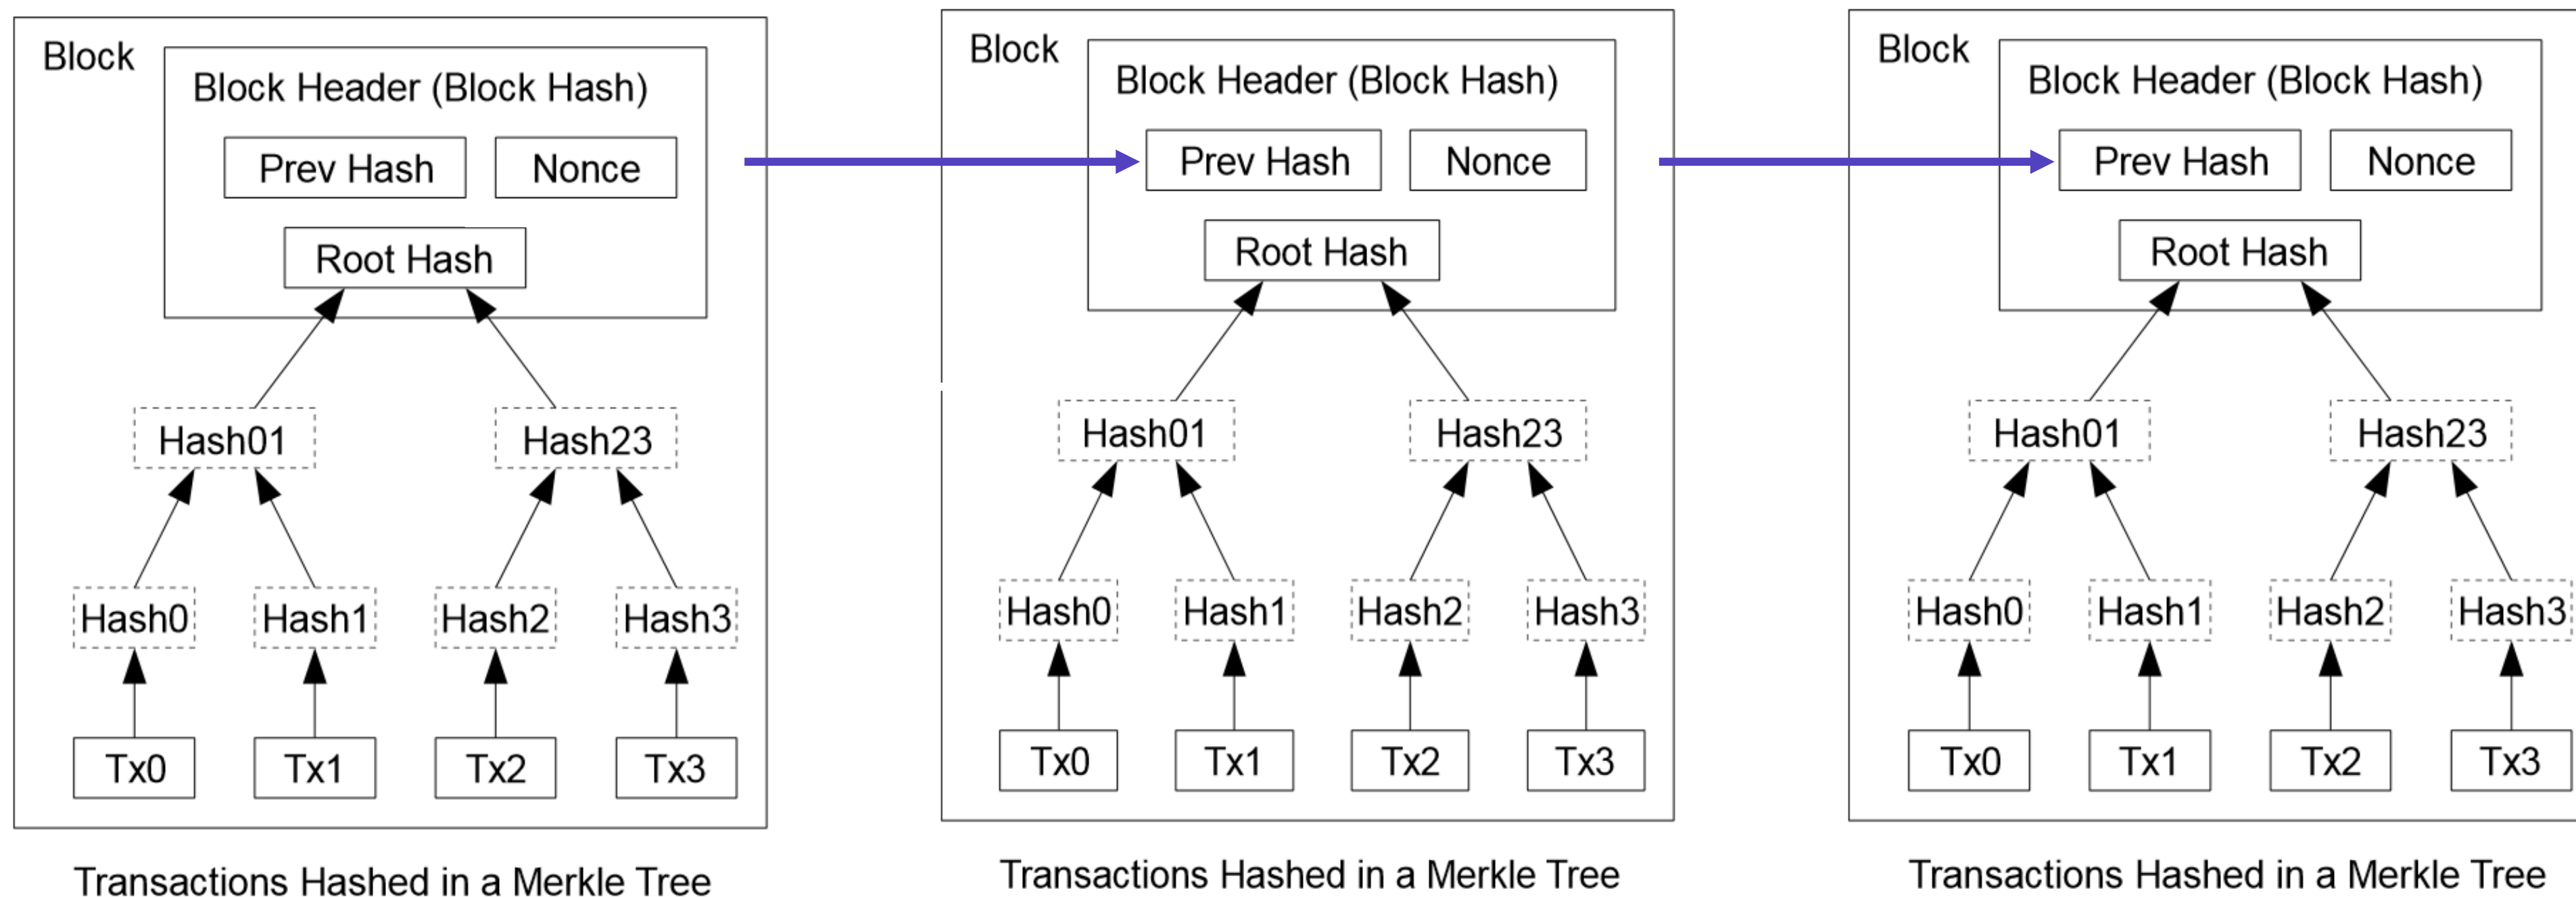 Block
Block Header (Block Hash)
Prev Hash
Nonce
Root Hash
Hash01
Hash23
Hash0
Hash1
Hash2
Hash3
Tx0
Tx1
Tx2
Tx3
Transactions Hashed in a Merkle Tree
Block
Block Header (Block Hash)
Prev Hash
Nonce
Root Hash
Hash01
Hash23
Hash0
Hash1
Hash2
Hash3
Tx0
Tx1
Tx2
Tx3
Transactions Hashed in a Merkle Tree
Block
Block Header (Block Hash)
Prev Hash
Nonce
Root Hash
Hash01
Hash23
Hash0
Hash1
Hash2
Hash3
Tx0
Tx1
Tx2
Tx3
Transactions Hashed in a Merkle Tree